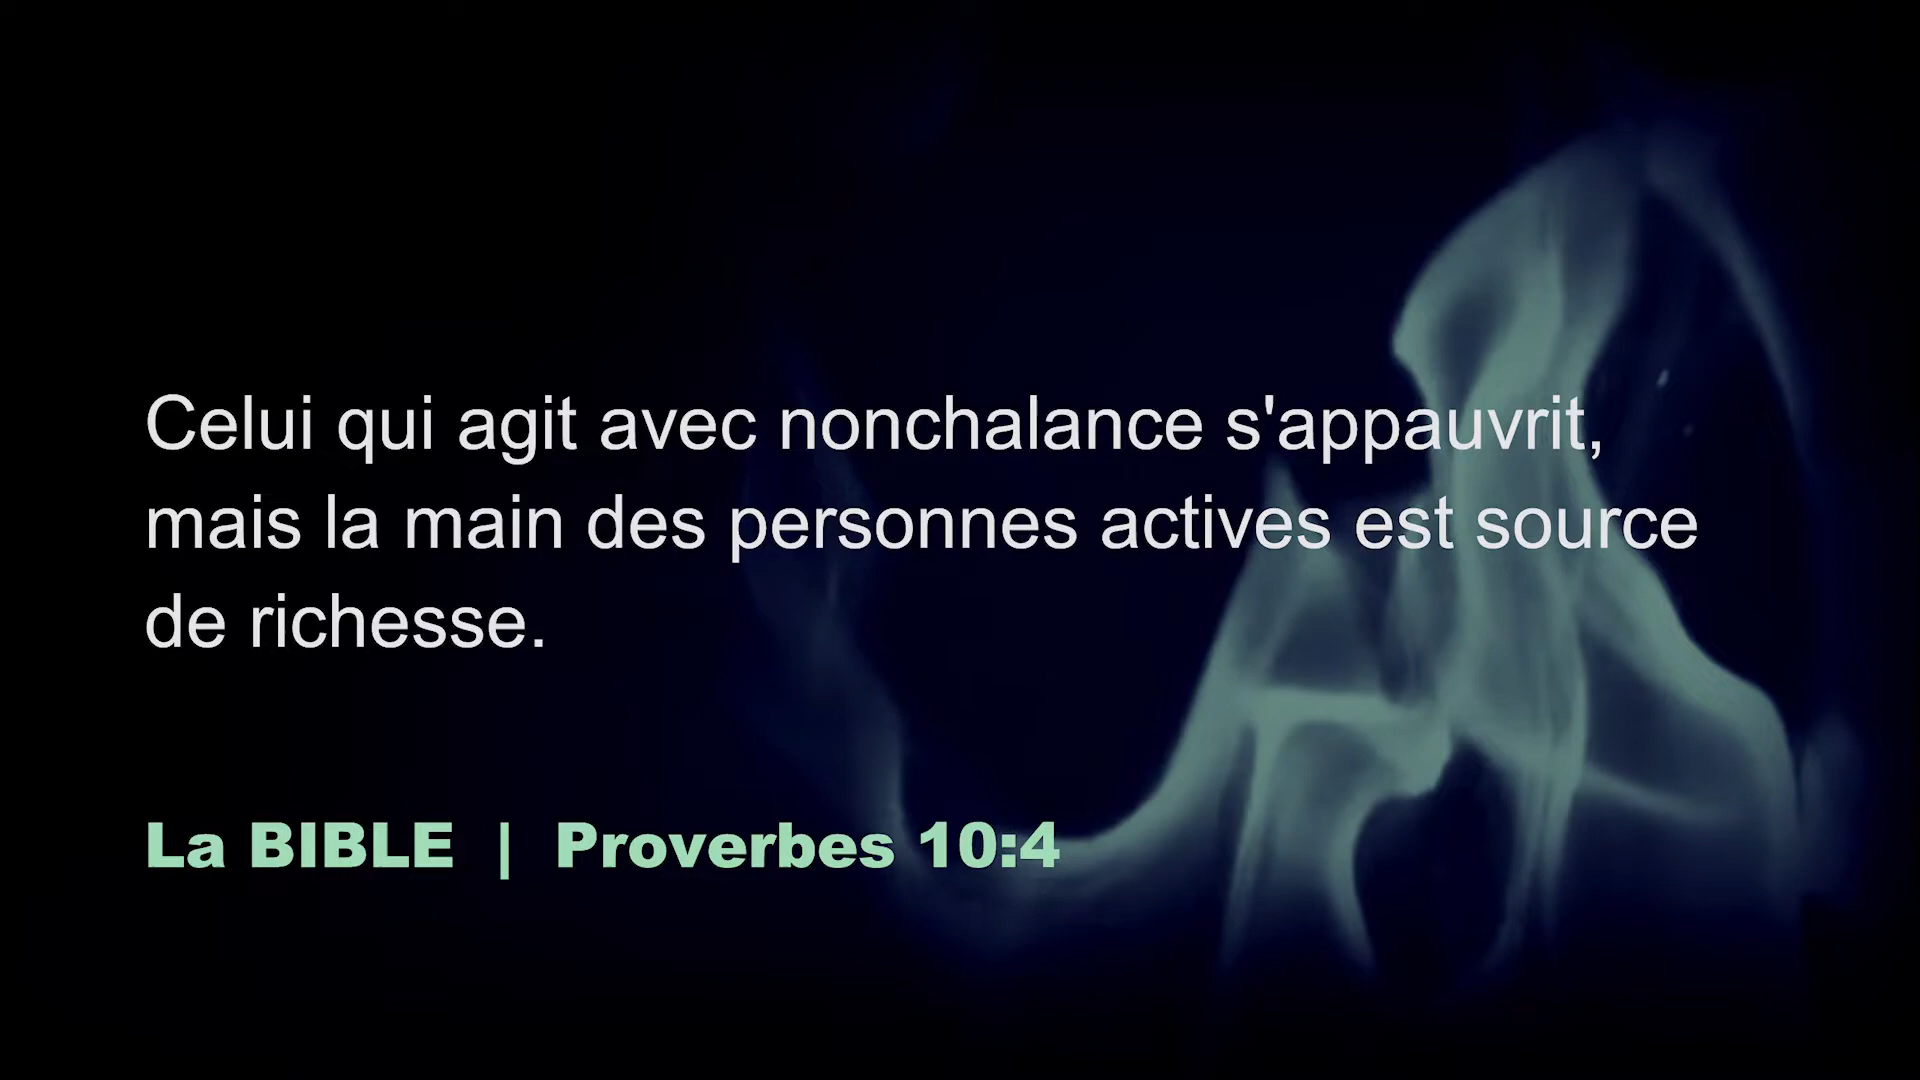 Celui qui agit avec nonchalance s'appauvrit,
mais la main des personnes actives est source
de richesse.
La BIBLE | Proverbes 10:4